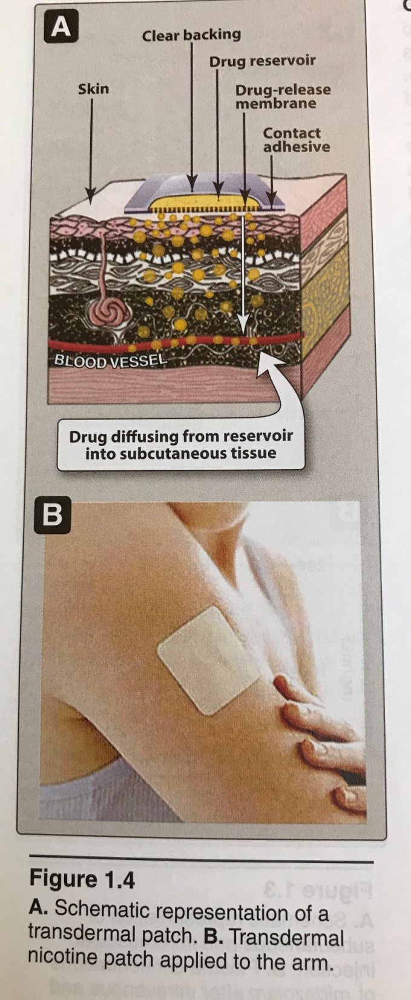 A
Clear backing
Drug reservoir
Skin
Drug-release
membrane
Contact
adhesive
BLOOD VESSEL
Drug diffusing from reservoir
into subcutaneous tissue
B
Figure 1.4
A. Schematic representation of a
transdermal patch. B. Transdermal
nicotine patch applied to the arm.